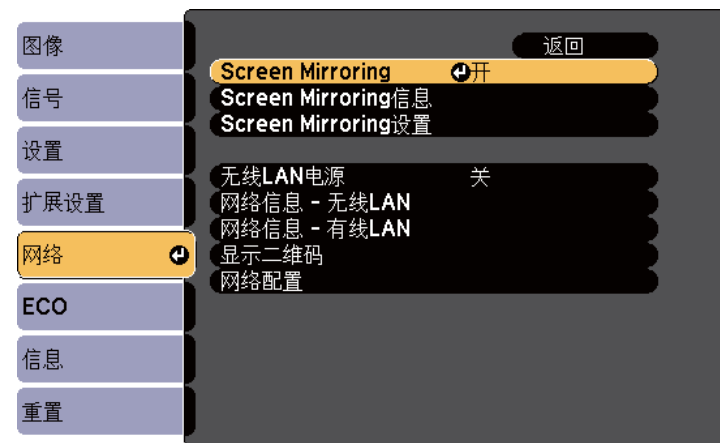 图像
信号
设置
扩展设置
网络
ECO
信息
重置
返回
Screen Mirroring 开
Screen Mirroring信息
Screen Mirroring设置
无线LAN电源 关
网络信息 - 无线LAN
网络信息 - 有线LAN
显示二维码
网络配置